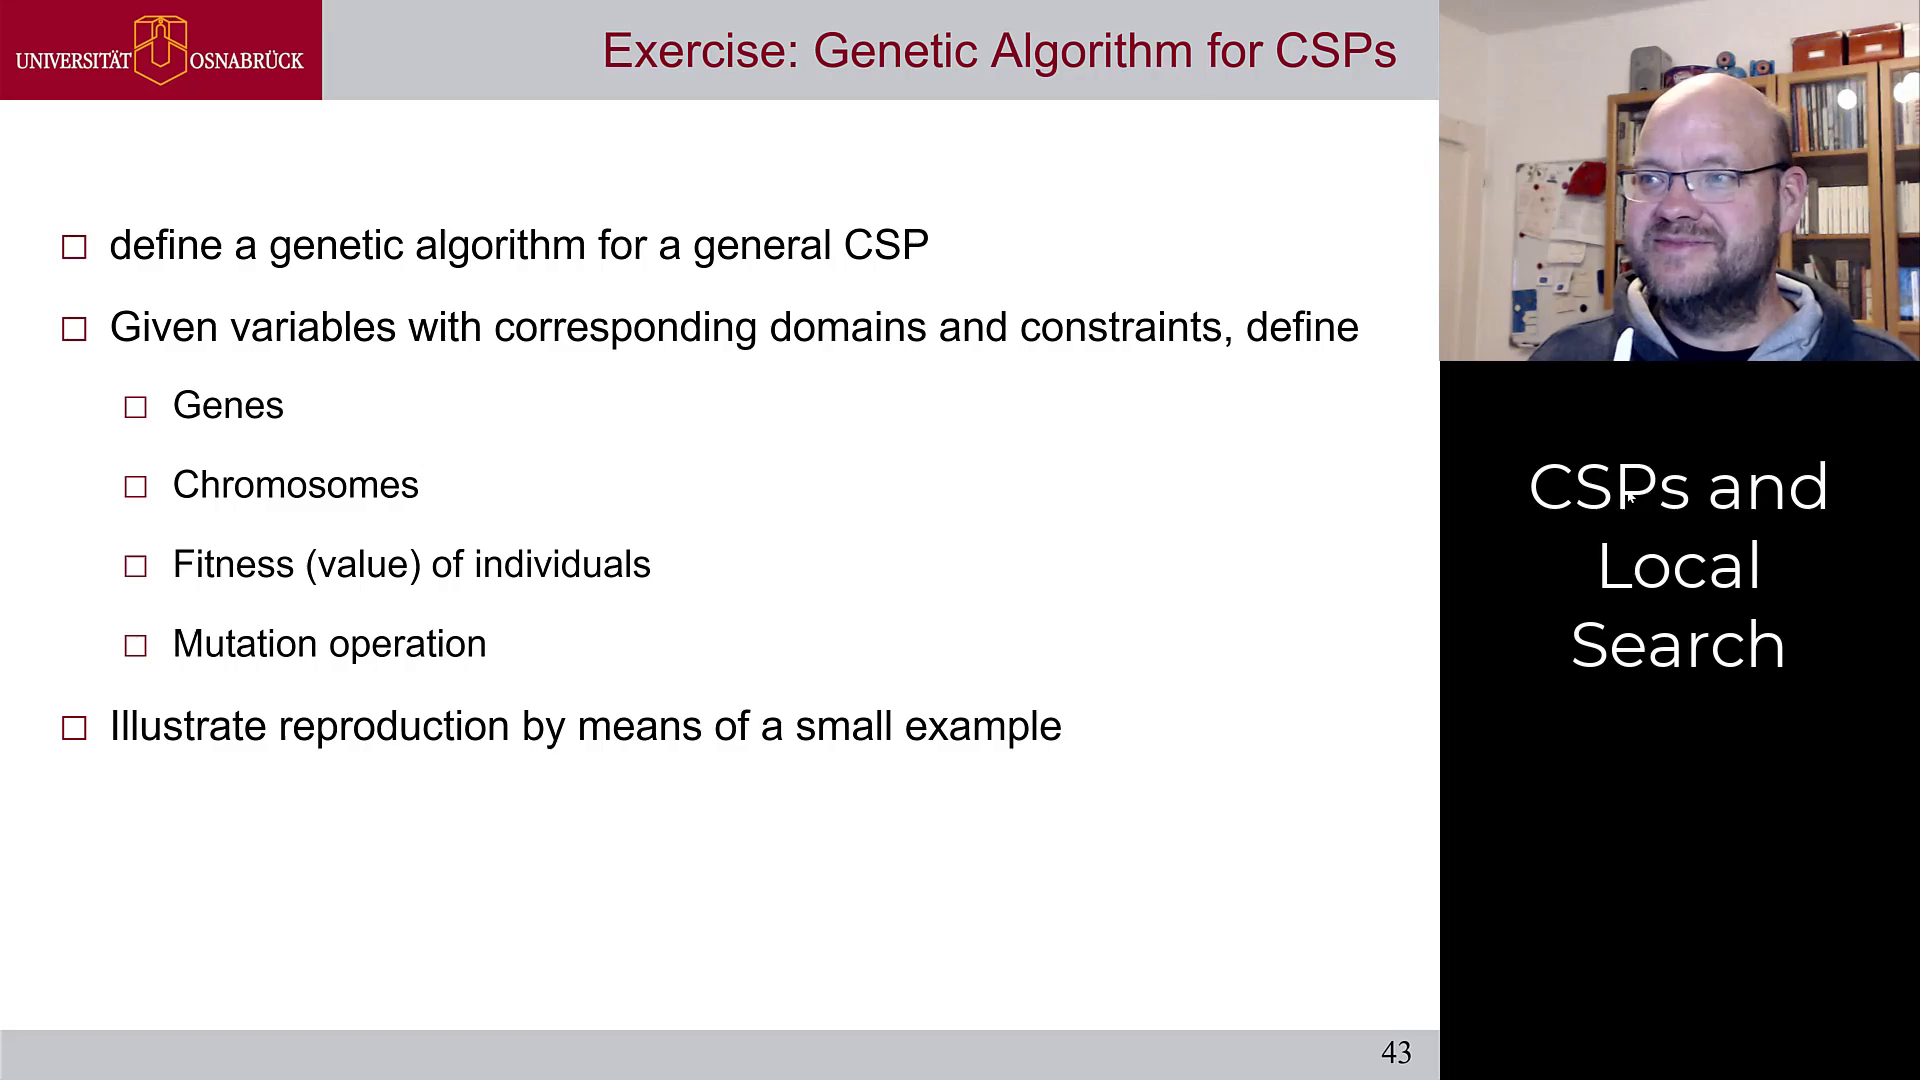 UNIVERSITÄT OSNABRÜCK
Exercise: Genetic Algorithm for CSPs
define a genetic algorithm for a general CSP
Given variables with corresponding domains and constraints, define
Genes
Chromosomes
Fitness (value) of individuals
Mutation operation
Illustrate reproduction by means of a small example
43
CSPs and
Local
Search